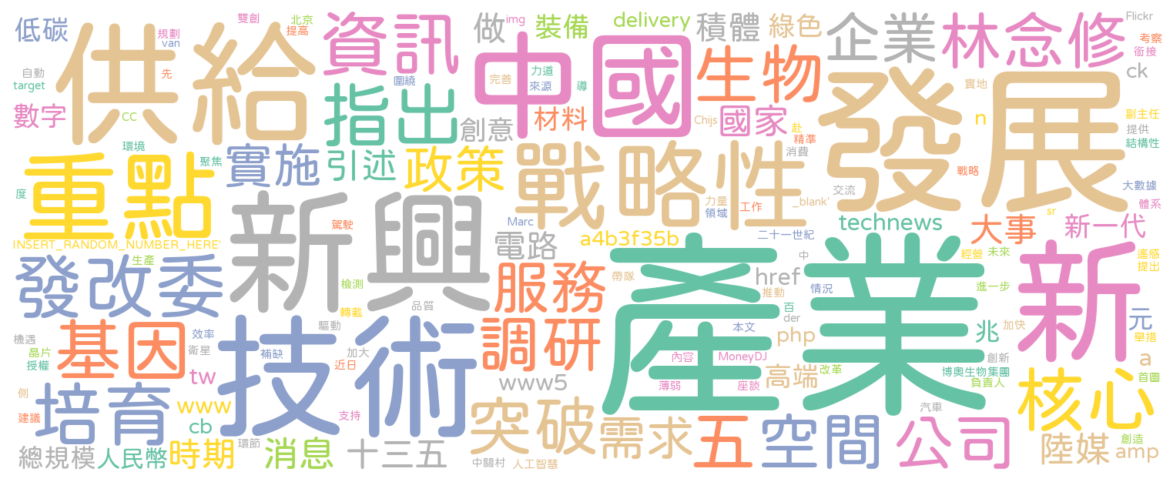 低碳
供給
資訊
雙創
img
北京
提高
規劃
van
先
自動
target
數字
cc
指出
圍繞
做
裝備
delivery
積體
綠色
企業
林念修
Flickr
考察
銜接
ck
中國
完善
力道
來源
導
創意
材料
生物
Chijs
國家
赴
精準
消費
發展
實地
n
副主任
提供
結構性
環境
聚焦
重點
度
實施
引述
政策
戰略性
力量
領域
工作
_blank'
交流
戰略
大數據
體系
sr
INSERT_RANDOM_NUMBER_HERE'
駕駛
新興
Marc
電路
a4b3f35b
二十一世紀
technews
大事
新一代
發改委
生產
檢測
轉載
品質
服務
帶隊
href
推動
中
情況
經營
未來
進一步
新
遙感
提出
機遇
晶片
授權
基因
效率
衛星
tw
技術
補缺
驅動
加大
近日
調研
www5
產業
百
der
php
本文
內容
MoneyDJ
薄弱
座談
高端
改革
兆
加快
創新
博奧生物集團
負責人
元
舉措
a
首圖
側
建議
培育
www
cb
環節
支持
突破
需求
五
空間
汽車
公司
核心
創造
總規模
人民幣
時期
消息
十三五
中關村
人工智慧
陸媒
amp